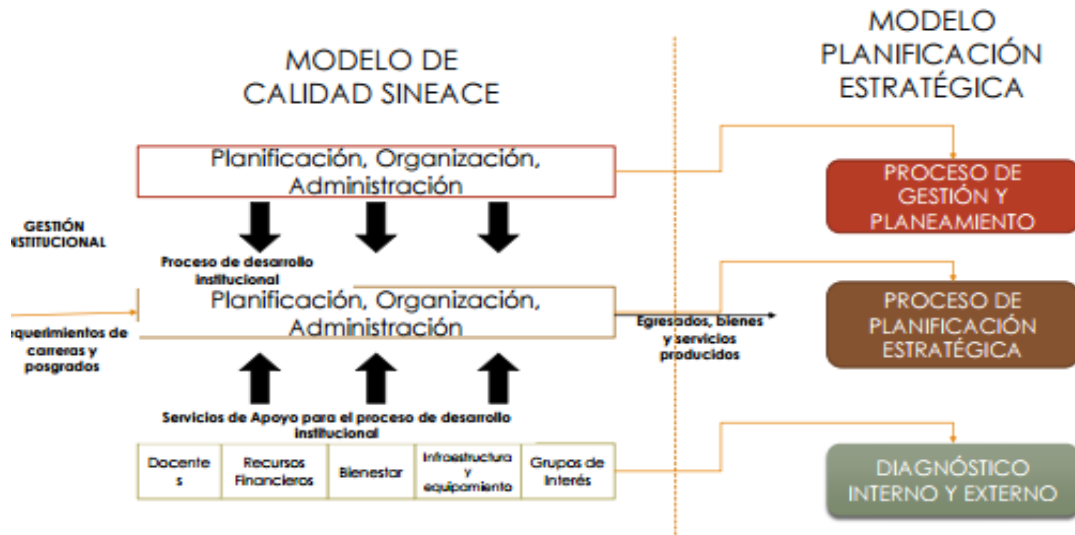 MODELO DE
CALIDAD SINEACE
MODELO
PLANIFICACIÓN
ESTRATÉGICA
Planificación, Organización,
Administración
PROCESO DE
GESTIÓN Y
PLANEAMIENTO
GESTIÓN
NSTITUCIONAL
Proceso de desarrollo
institucional
Planificación, Organización,
Administración
equerimientos de
carreras y
posgrados
Egresados, bienes
y servicios
producidos
PROCESO DE
PLANIFICACIÓN
ESTRATÉGICA
Servicios de Apoyo para el proceso de desarrollo
institucional
Docente
s
Recursos
Financieros
Bienestar
Infraestructura
y
equipamiento
Grupos de
Interés
DIAGNÓSTICO
INTERNO Y EXTERNO